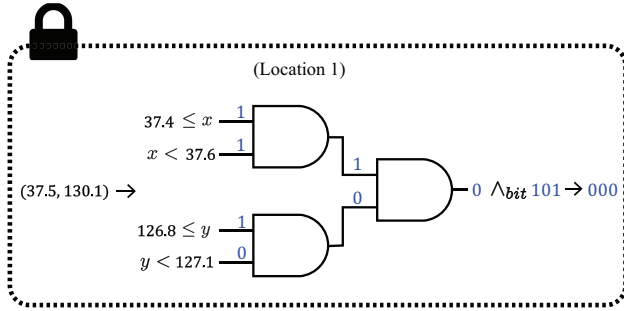 (Location 1)
37.4 ≤ x 1
x < 37.6 1
1
(37.5, 130.1) →
0 ∧bit 101 → 000
0
126.8 ≤ y 1
y < 127.1 0